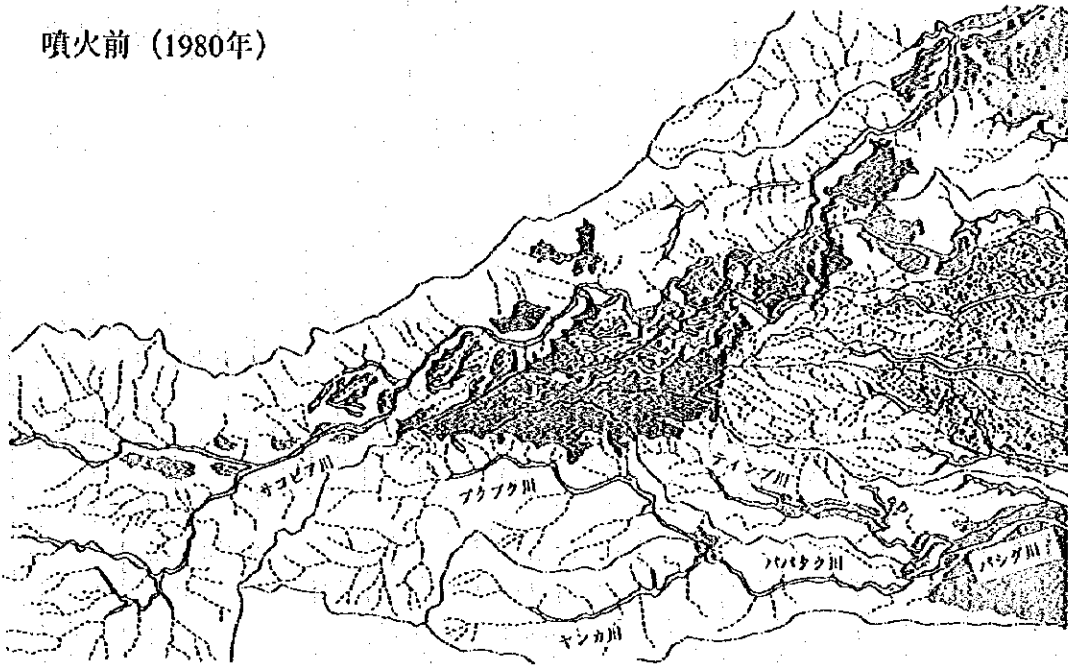 噴火前 (1980年)
サコビア川
ブクブク川
ティンブ川
パパタク川
パシグ川
ヤンカ川